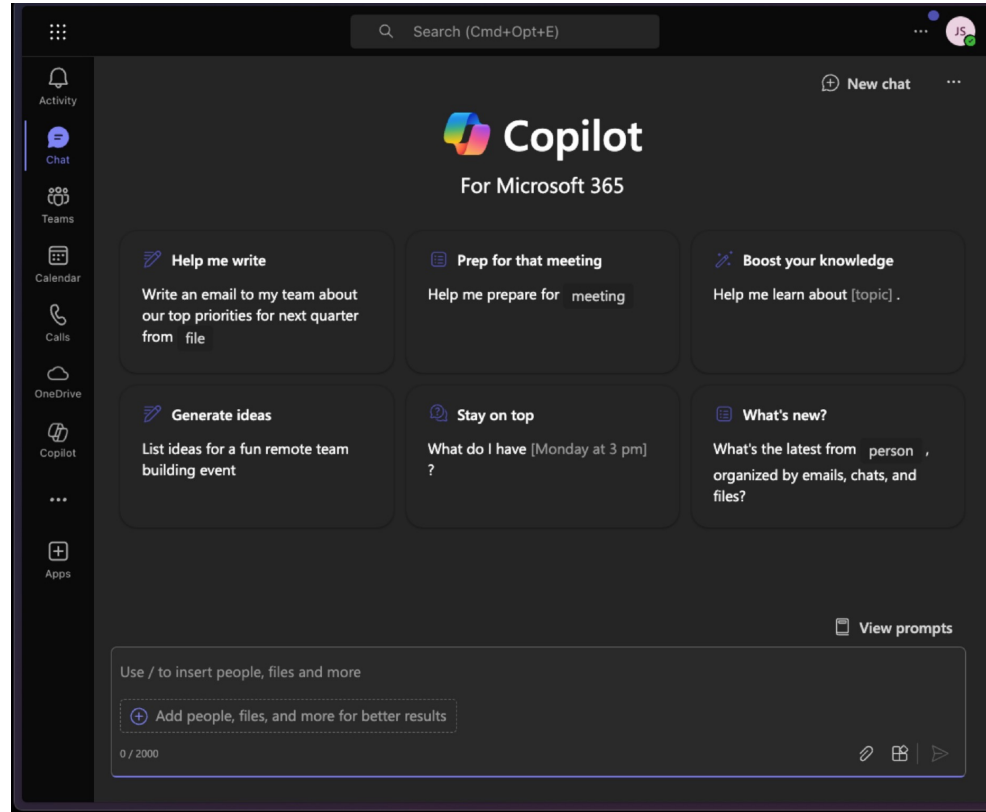 Search (Cmd+Opt+E)
JS
Activity
Chat
Teams
Calendar
Calls
OneDrive
Copilot
Apps
New chat
Copilot
For Microsoft 365
Help me write
Write an email to my team about
our top priorities for next quarter
from file
Prep for that meeting
Help me prepare for meeting
Boost your knowledge
Help me learn about [topic] .
Generate ideas
List ideas for a fun remote team
building event
Stay on top
What do I have [Monday at 3 pm]
?
What's new?
What's the latest from person ,
organized by emails, chats, and
files?
View prompts
Use / to insert people, files and more
Add people, files, and more for better results
0 / 2000